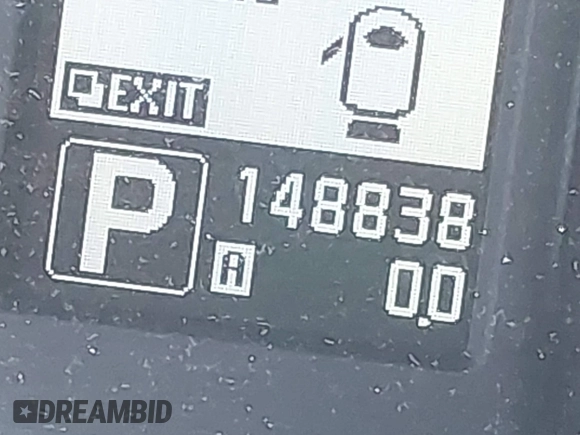 EXIT
P
148838
A
0.0
DREAMBID